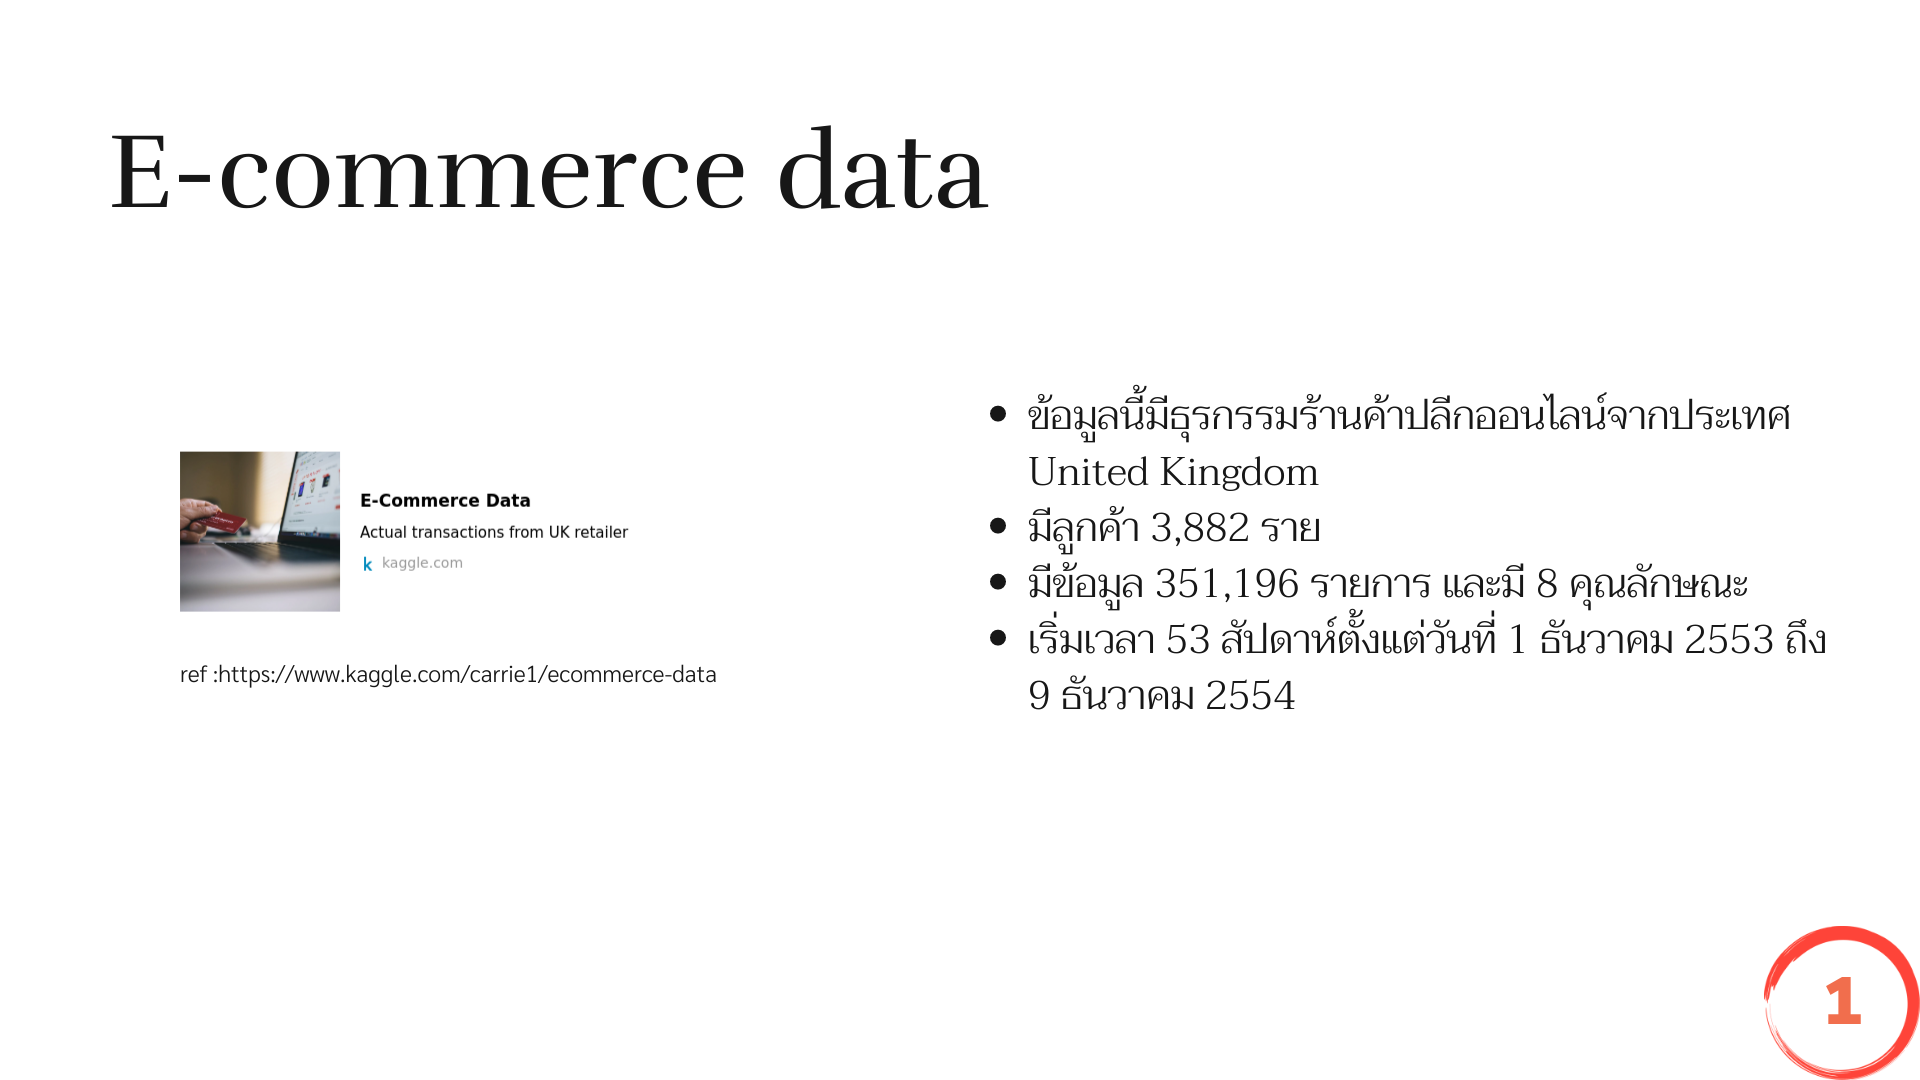 E-commerce data
E-Commerce Data
Actual transactions from UK retailer
k kaggle.com
ref :https://www.kaggle.com/carrie1/ecommerce-data
• ข้อมูลนี้มีธุรกรรมร้านค้าปลีกออนไลน์จากประเทศ
United Kingdom
• มีลูกค้า 3,882 ราย
• มีข้อมูล 351,196 รายการ และมี 8 คุณลักษณะ
• เริ่มเวลา 53 สัปดาห์ตั้งแต่วันที่ 1 ธันวาคม 2553 ถึง
9 ธันวาคม 2554
1